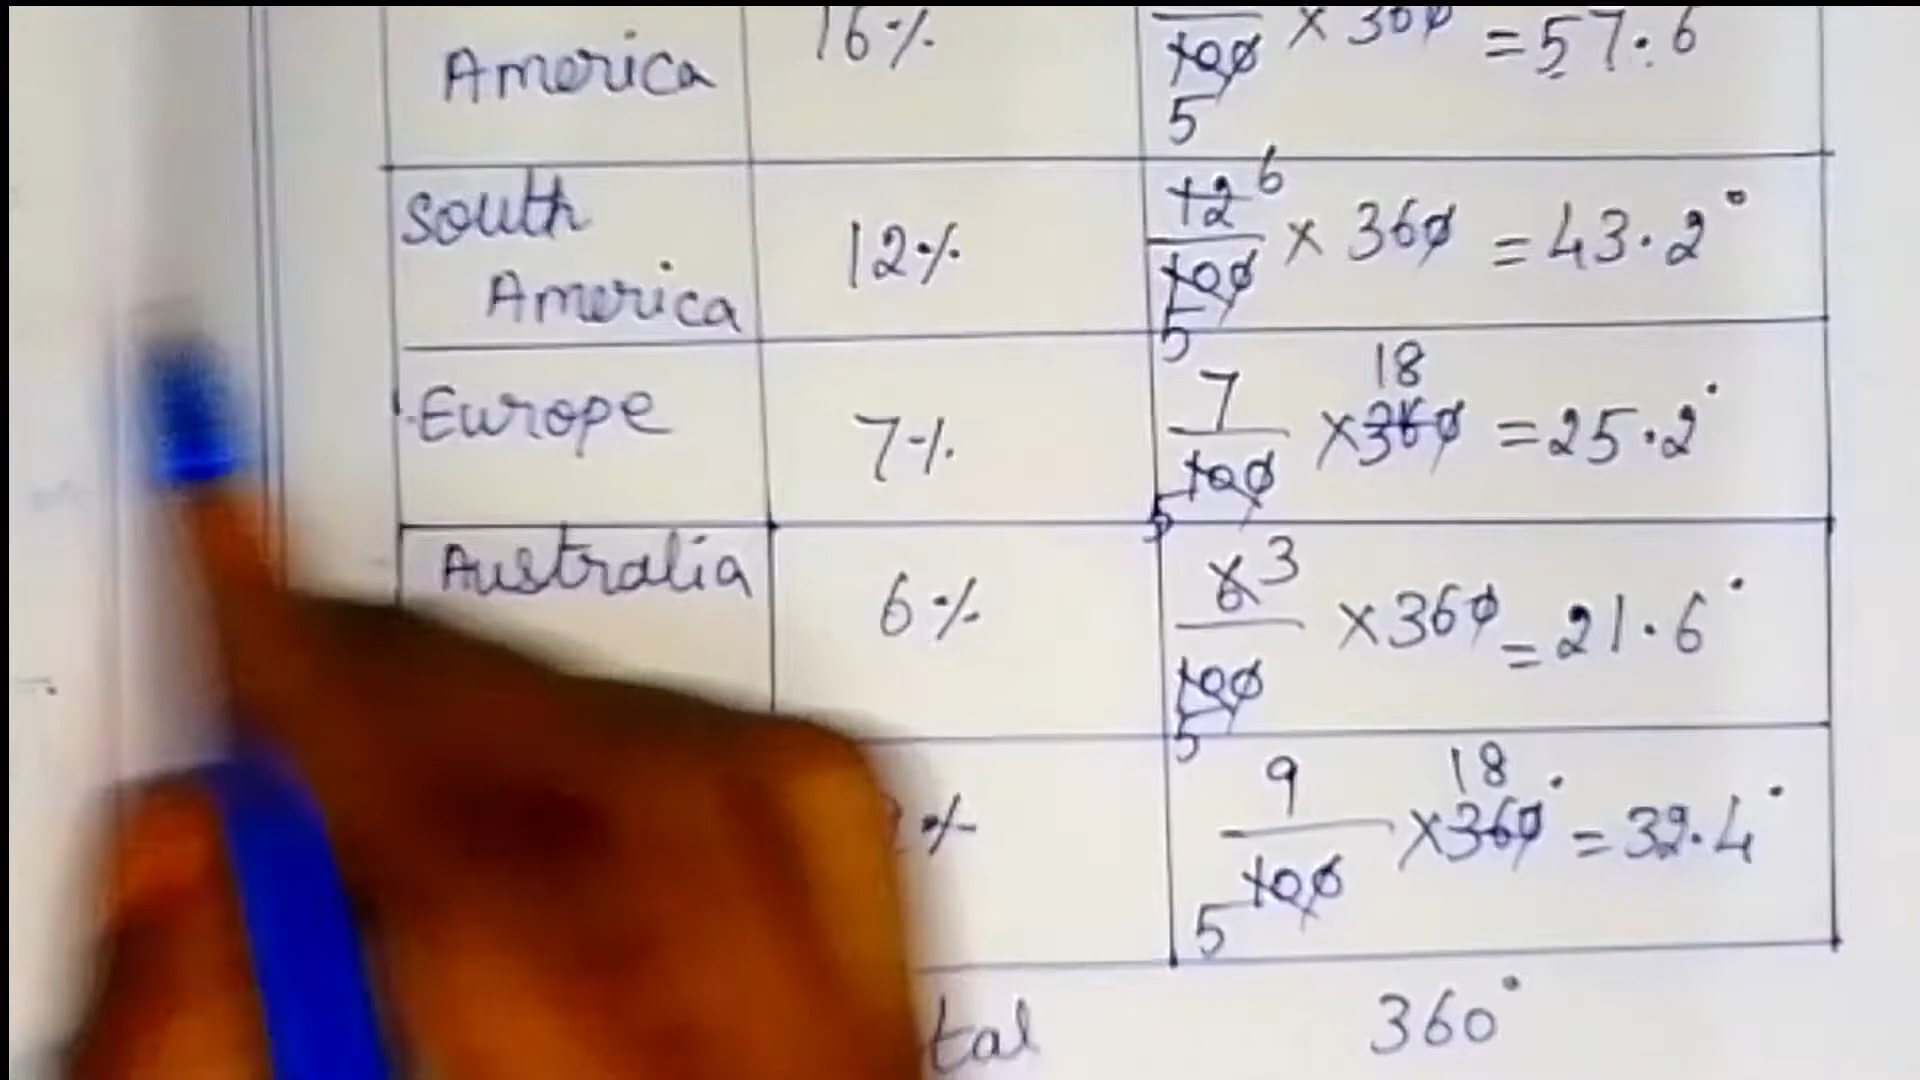 America 16% 100 × 360 = 57.6
5
South America 12% 12 6 / 100 × 360 = 43.2°
5
18
Europe 7% 7/100 × 360 = 25.2°
5
Australia 6% 6 3 / 100 × 360 = 21.6°
5
18
% 9/100 × 360° = 32.4°
5
tal 360°